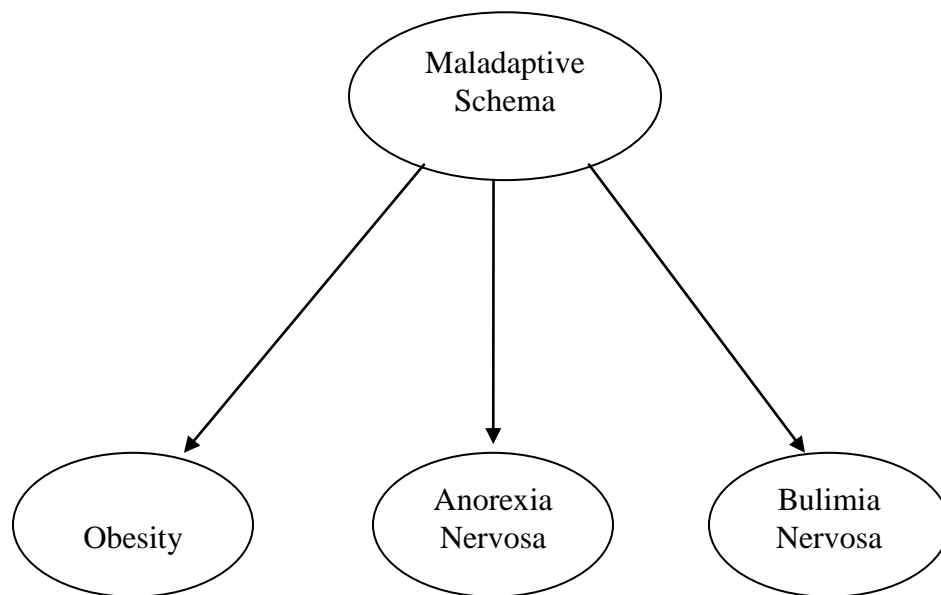 Maladaptive
Schema
Obesity
Anorexia
Nervosa
Bulimia
Nervosa